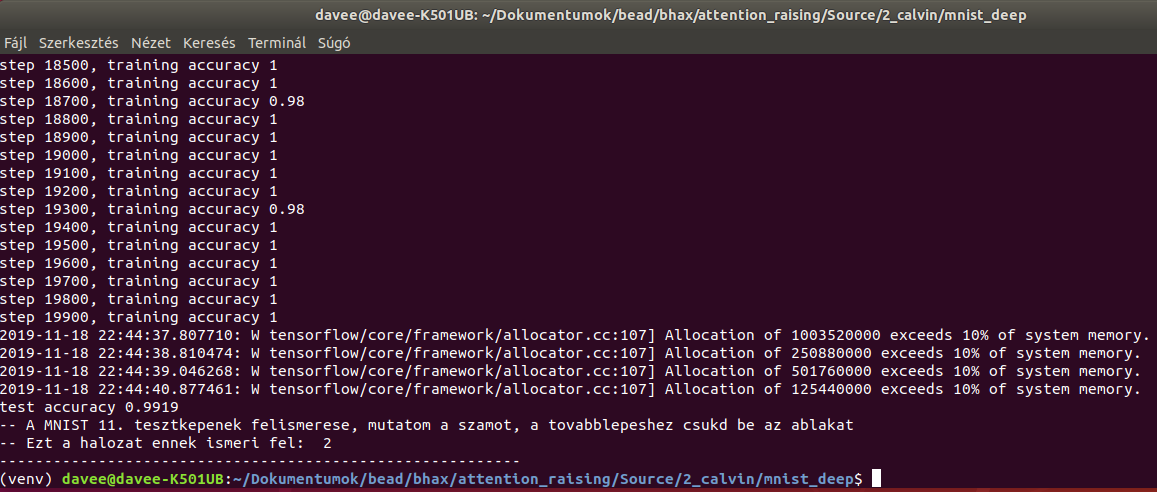 davee@davee-K501UB: ~/Dokumentumok/bead/bhax/attention_raising/Source/2_calvin/mnist_deep
Fájl Szerkesztés Nézet Keresés Terminál Súgó
step 18500, training accuracy 1
step 18600, training accuracy 1
step 18700, training accuracy 0.98
step 18800, training accuracy 1
step 18900, training accuracy 1
step 19000, training accuracy 1
step 19100, training accuracy 1
step 19200, training accuracy 1
step 19300, training accuracy 0.98
step 19400, training accuracy 1
step 19500, training accuracy 1
step 19600, training accuracy 1
step 19700, training accuracy 1
step 19800, training accuracy 1
step 19900, training accuracy 1
2019-11-18 22:44:37.807710: W tensorflow/core/framework/allocator.cc:107] Allocation of 1003520000 exceeds 10% of system memory.
2019-11-18 22:44:38.810474: W tensorflow/core/framework/allocator.cc:107] Allocation of 250880000 exceeds 10% of system memory.
2019-11-18 22:44:39.046268: W tensorflow/core/framework/allocator.cc:107] Allocation of 501760000 exceeds 10% of system memory.
2019-11-18 22:44:40.877461: W tensorflow/core/framework/allocator.cc:107] Allocation of 125440000 exceeds 10% of system memory.
test accuracy 0.9919
-- A MNIST 11. tesztkepenek felismerese, mutatom a szamot, a tovabblepeshez csukd be az ablakat
-- Ezt a halozat ennek ismeri fel:  2
----------------------------------------------------------
(venv) davee@davee-K501UB:~/Dokumentumok/bead/bhax/attention_raising/Source/2_calvin/mnist_deep$